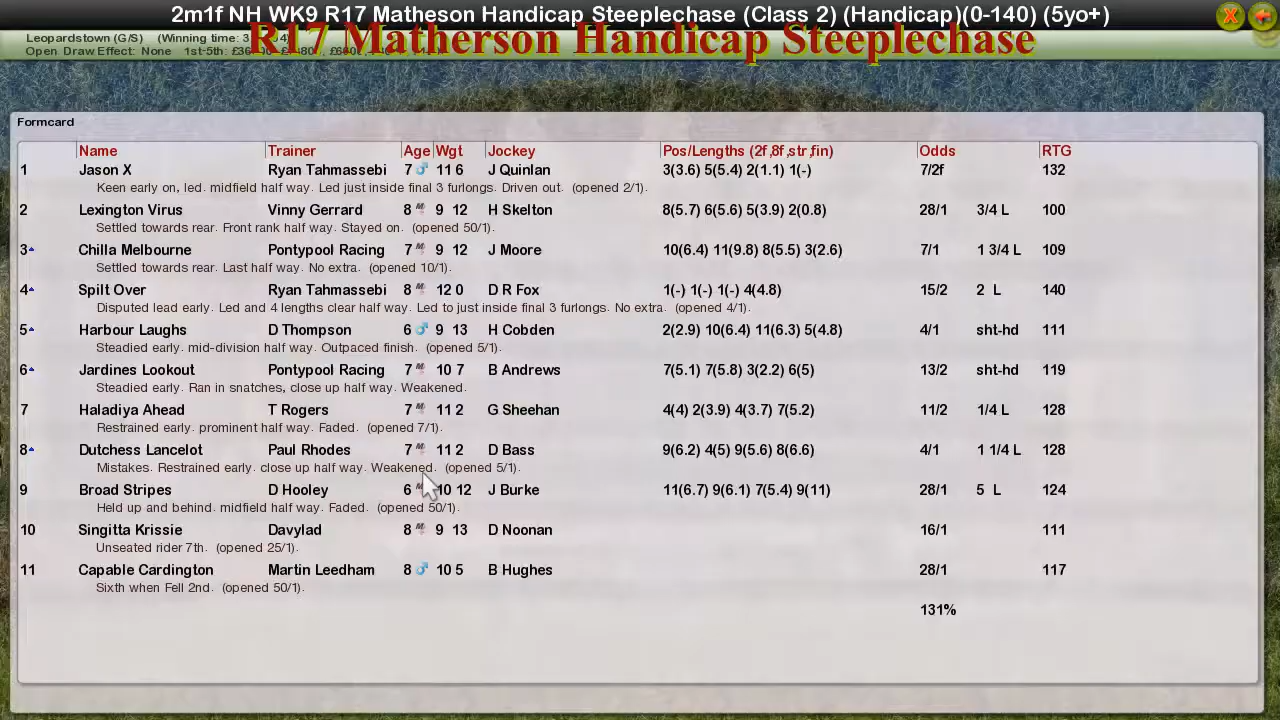 2m1f NH WK9 R17 Matheson Handicap Steeplechase (Class 2) (Handicap)(0-140) (5yo+)
R17 Matherson Handicap Steeplechase
Leopardstown (G/S) (Winning time: 3
Open Draw Effect: None 1st-5th:
Formcard
Name Trainer Age Wgt Jockey Pos/Lengths (2f,8f,str,fin) Odds RTG
1 Jason X Ryan Tahmassebi 7 11 6 J Quinlan 3(3.6) 5(5.4) 2(1.1) 1(-) 7/2f 132
Keen early on, led. midfield half way. Led just inside final 3 furlongs. Driven out. (opened 2/1).
2 Lexington Virus Vinny Gerrard 8 9 12 H Skelton 8(5.7) 6(5.6) 5(3.9) 2(0.8) 28/1 3/4 L 100
Settled towards rear. Front rank half way. Stayed on. (opened 50/1).
3 Chilla Melbourne Pontypool Racing 7 9 12 J Moore 10(6.4) 11(9.8) 8(5.5) 3(2.6) 7/1 1 3/4 L 109
Settled towards rear. Last half way. No extra. (opened 10/1).
4 Spilt Over Ryan Tahmassebi 8 12 0 D R Fox 1(-) 1(-) 1(-) 4(4.8) 15/2 2 L 140
Disputed lead early. Led and 4 lengths clear half way. Led to just inside final 3 furlongs. No extra. (opened 4/1).
5 Harbour Laughs D Thompson 6 9 13 H Cobden 2(2.9) 10(6.4) 11(6.3) 5(4.8) 4/1 sht-hd 111
Steadied early. mid-division half way. Outpaced finish. (opened 5/1).
6 Jardines Lookout Pontypool Racing 7 10 7 B Andrews 7(5.1) 7(5.8) 3(2.2) 6(5) 13/2 sht-hd 119
Steadied early. Ran in snatches, close up half way. Weakened.
7 Haladiya Ahead T Rogers 7 11 2 G Sheehan 4(4) 2(3.9) 4(3.7) 7(5.2) 11/2 1/4 L 128
Restrained early. prominent half way. Faded. (opened 7/1).
8 Dutchess Lancelot Paul Rhodes 7 11 2 D Bass 9(6.2) 4(5) 9(5.6) 8(6.6) 4/1 1 1/4 L 128
Mistakes. Restrained early. close up half way. Weakened. (opened 5/1).
9 Broad Stripes D Hooley 6 10 12 J Burke 11(6.7) 9(6.1) 7(5.4) 9(11) 28/1 5 L 124
Held up and behind. midfield half way. Faded. (opened 50/1).
10 Singitta Krissie Davylad 8 9 13 D Noonan 16/1 111
Unseated rider 7th. (opened 25/1).
11 Capable Cardington Martin Leedham 8 10 5 B Hughes 28/1 117
Sixth when Fell 2nd. (opened 50/1).
131%